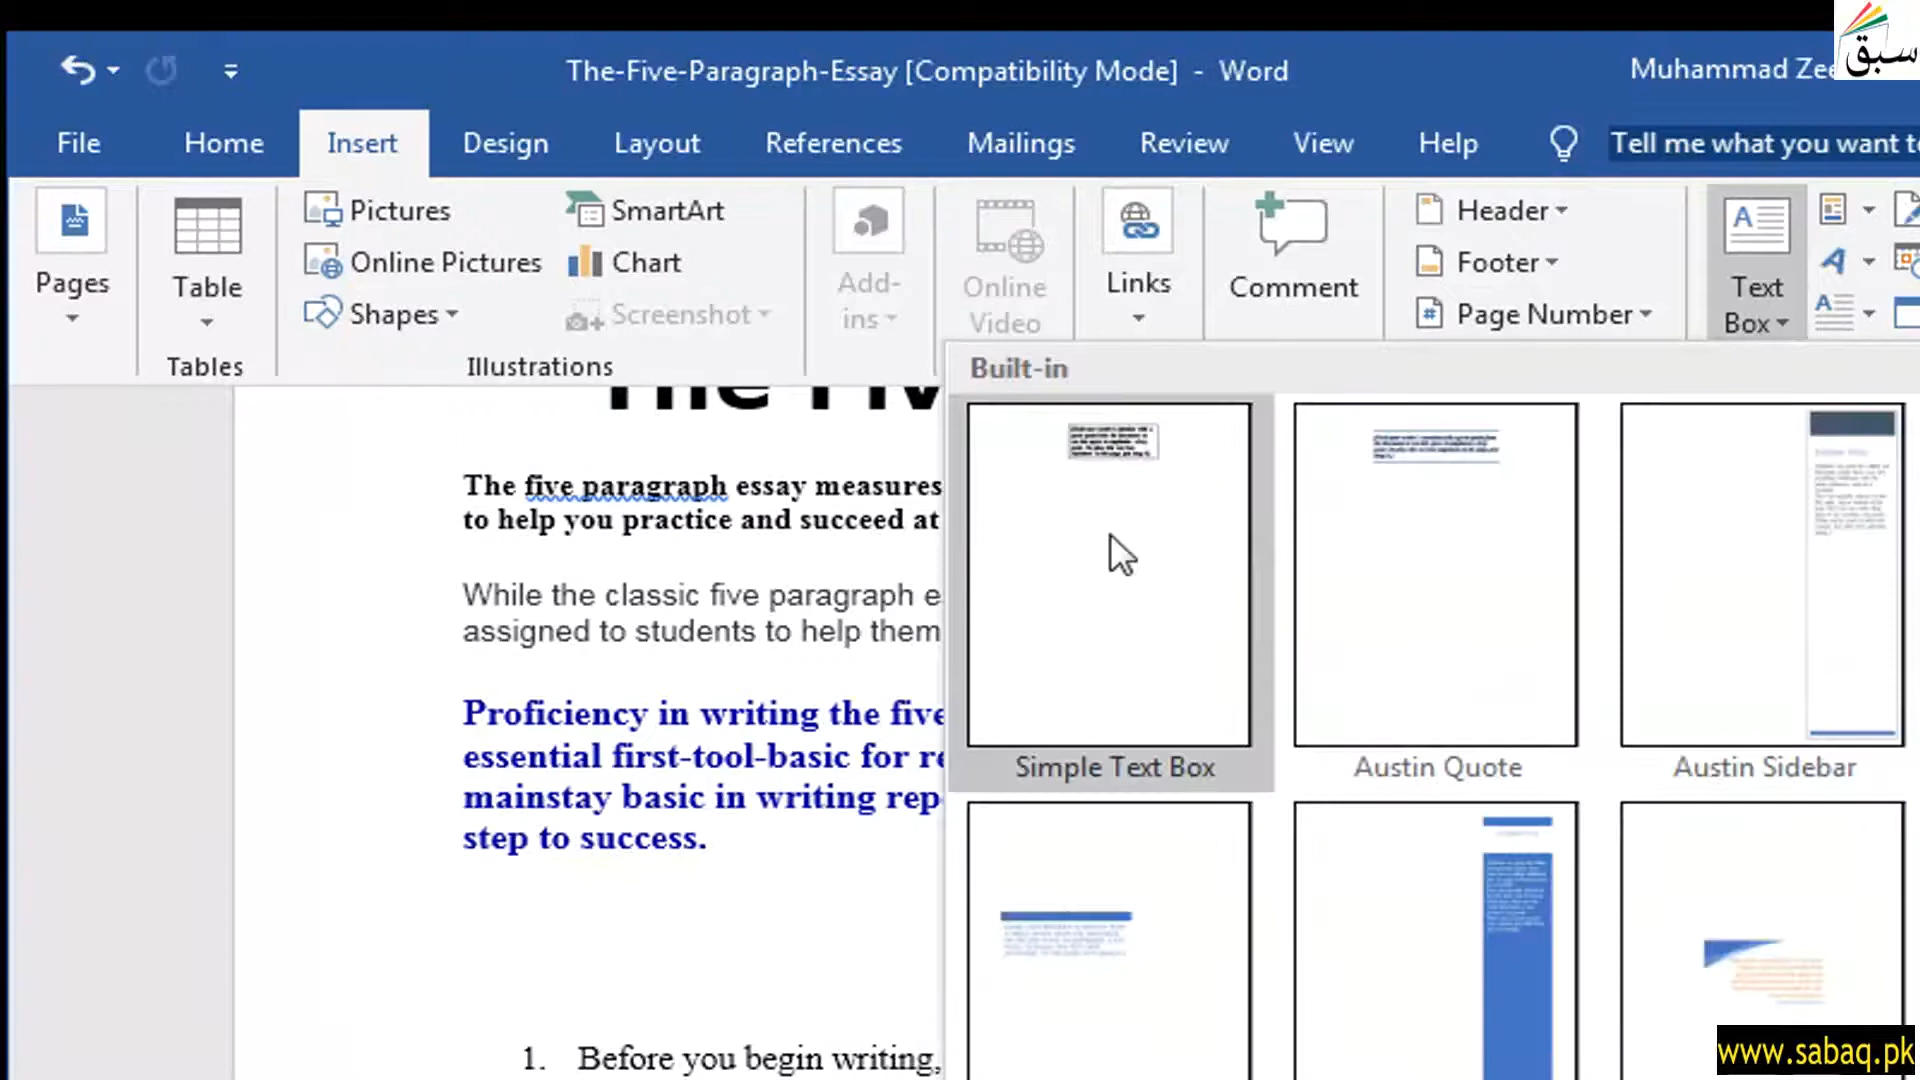 سبق
The-Five-Paragraph-Essay [Compatibility Mode] - Word
Muhammad
File Home Insert Design Layout References Mailings Review View Help Tell me what you want
Pages
Table
Tables
Pictures
Online Pictures
Shapes
SmartArt
Chart
Screenshot
Illustrations
Add-
ins
Online
Video
Links
Comment
Header
Footer
Page Number
Text
Box
Built-in
Simple Text Box
Austin Quote
Austin Sidebar
The five paragraph essay measures
to help you practice and succeed at
While the classic five paragraph
assigned to students to help them
Proficiency in writing the five
essential first-tool-basic for
mainstay basic in writing
step to success.
1. Before you begin writing,
www.sabaq.pk